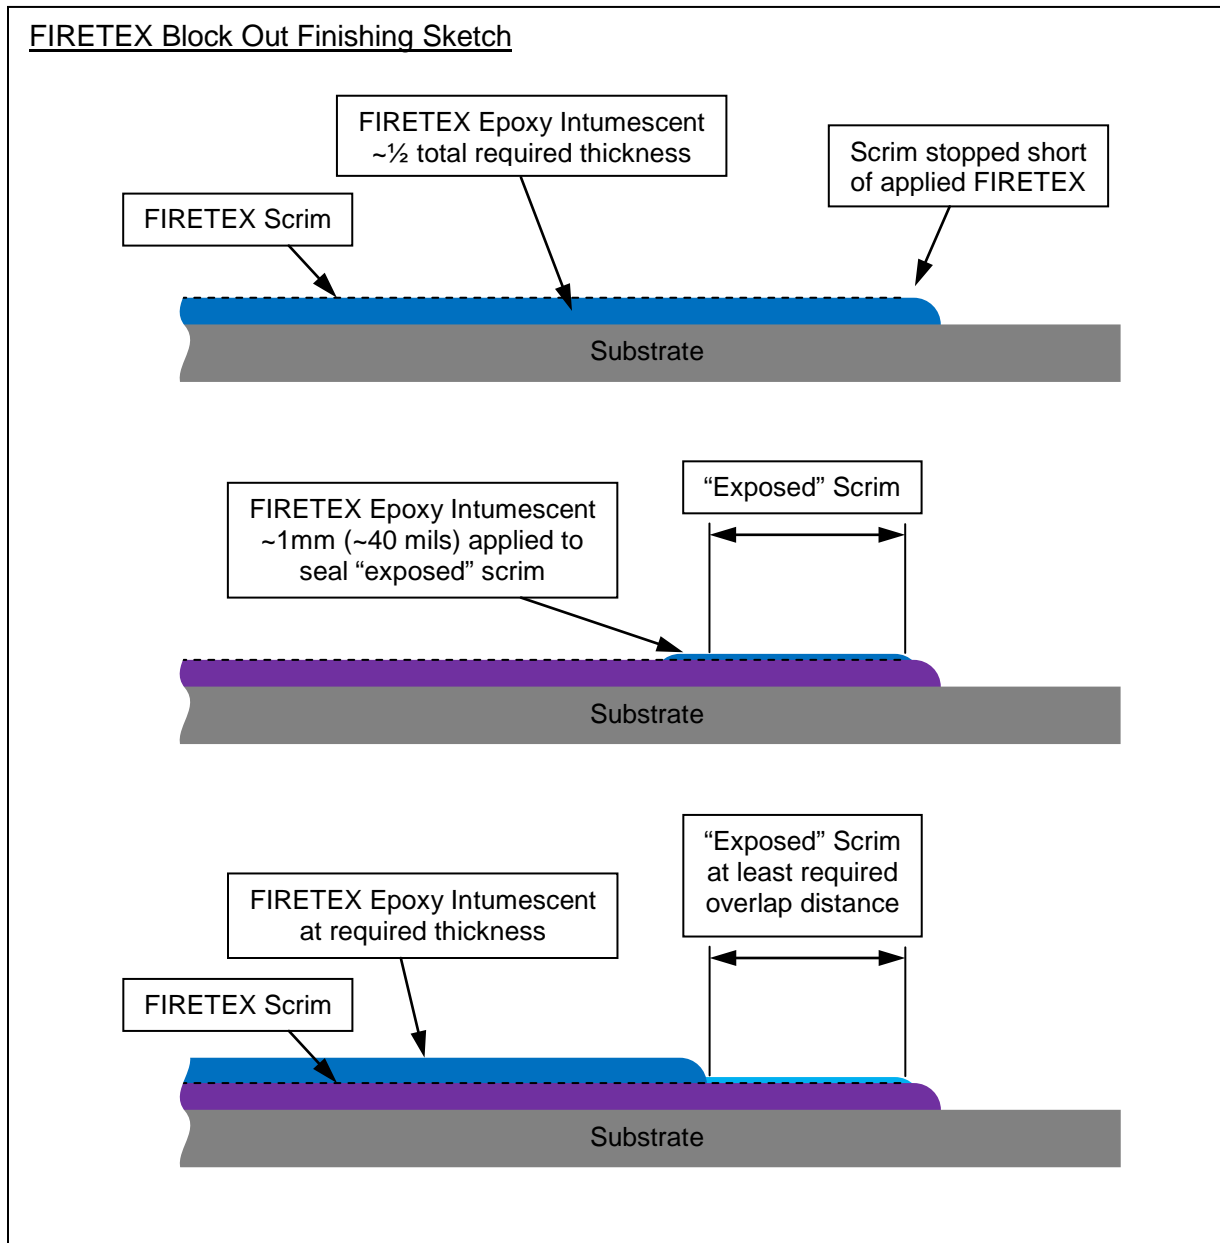 FIRETEX Block Out Finishing Sketch
FIRETEX Epoxy Intumescent
~½ total required thickness
Scrim stopped short
of applied FIRETEX
FIRETEX Scrim
Substrate
“Exposed” Scrim
FIRETEX Epoxy Intumescent
~1mm (~40 mils) applied to
seal “exposed” scrim
Substrate
“Exposed” Scrim
at least required
overlap distance
FIRETEX Epoxy Intumescent
at required thickness
FIRETEX Scrim
Substrate